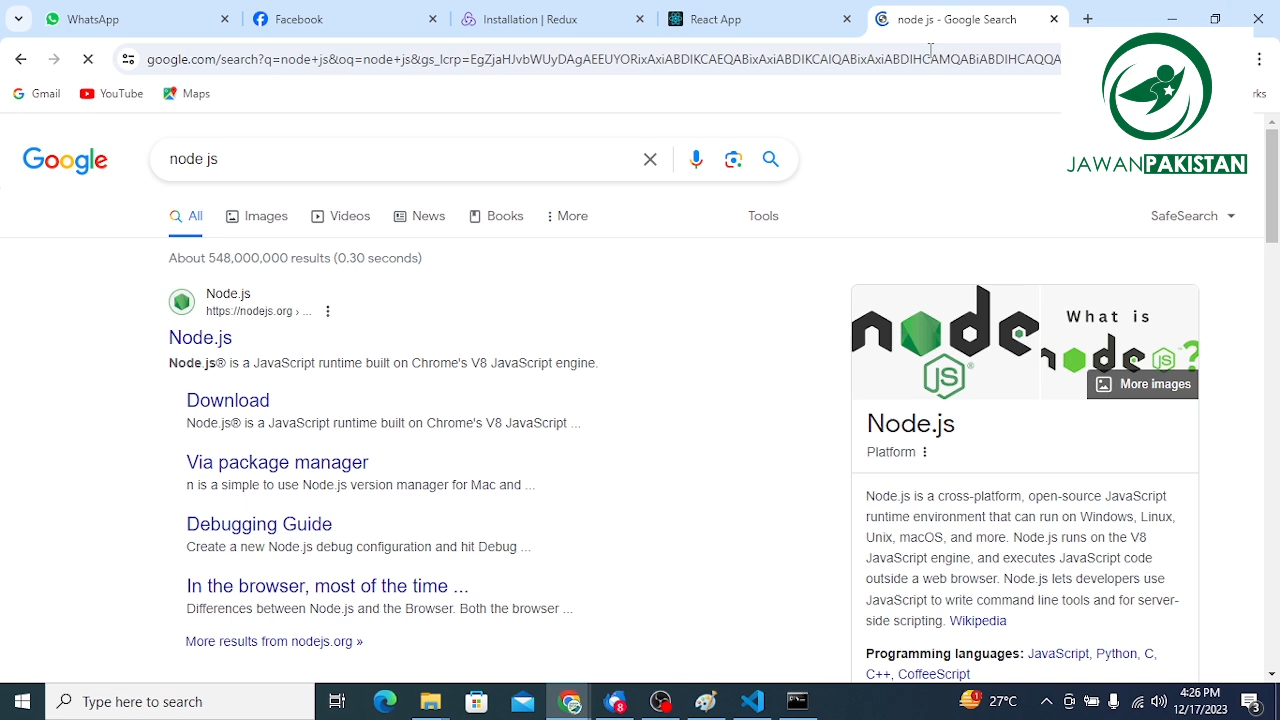 WhatsApp
Facebook
Installation | Redux
React App
node js - Google Search
google.com/search?q=node+js&oq=node+js&gs_lcrp=EgZjaHJvbWUyDAgAEEUYORixAxiABDIKCAEQABixAxiABDIKCAIQABixAxiABDIHCAMQABiABDIHCAQQA
Gmail
YouTube
Maps
rks
JAWANPAKISTAN
Google
node js
All
Images
Videos
News
Books
More
Tools
SafeSearch
About 548,000,000 results (0.30 seconds)
Node.js
https://nodejs.org › ...
Node.js
Node.js® is a JavaScript runtime built on Chrome's V8 JavaScript engine.
Download
Node.js® is a JavaScript runtime built on Chrome's V8 JavaScript ...
Via package manager
n is a simple to use Node.js version manager for Mac and ...
Debugging Guide
Create a new Node.js debug configuration and hit Debug ...
In the browser, most of the time ...
Differences between Node.js and the Browser. Both the browser ...
More results from nodejs.org »
node
JS
What is
node JS ?
More images
Node.js
Platform
Node.js is a cross-platform, open-source JavaScript
runtime environment that can run on Windows, Linux,
Unix, macOS, and more. Node.js runs on the V8
JavaScript engine, and executes JavaScript code
outside a web browser. Node.js lets developers use
JavaScript to write command line tools and for server-
side scripting. Wikipedia
Programming languages: JavaScript, Python, C,
C++, CoffeeScript
Type here to search
8
1
27°C
4:26 PM
12/17/2023
3